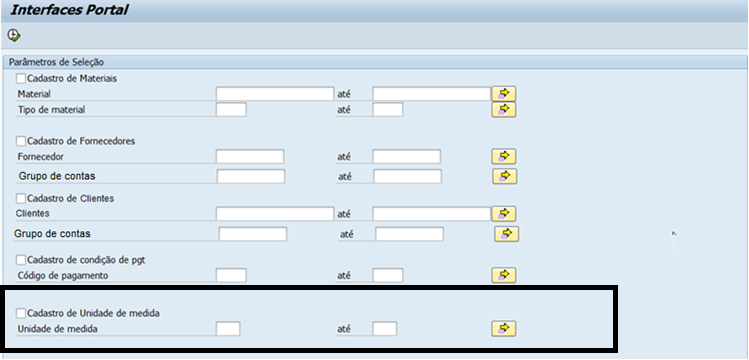 Interfaces Portal
Parâmetros de Seleção
Cadastro de Materiais
Material até
Tipo de material até
Cadastro de Fornecedores
Fornecedor até
Grupo de contas até
Cadastro de Clientes
Clientes até
Grupo de contas até
Cadastro de condição de pgt
Código de pagamento até
Cadastro de Unidade de medida
Unidade de medida até